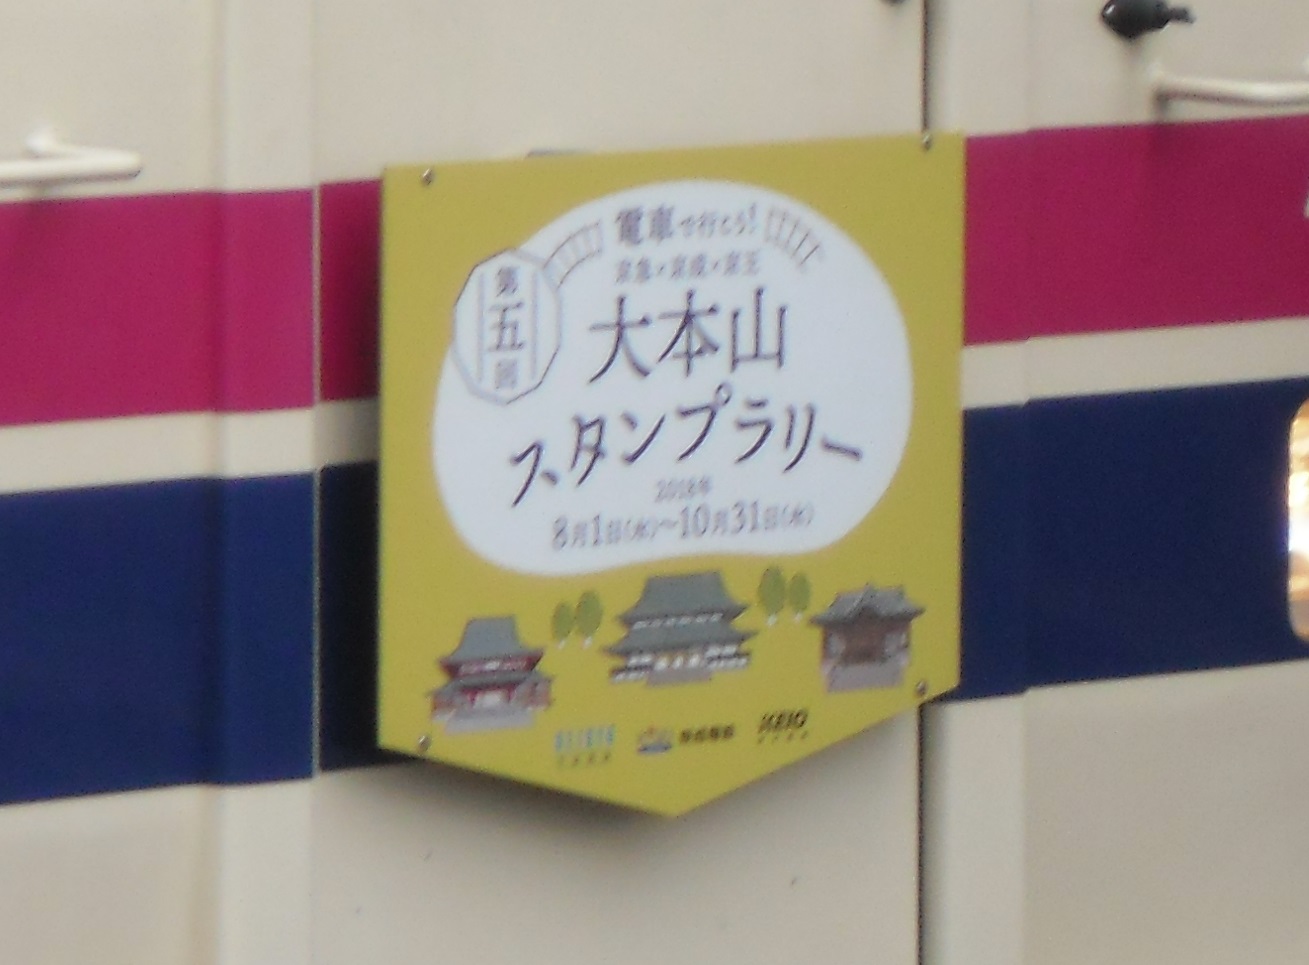 電車で行こう!
京急×京成×京王
第五回
大本山
スタンプラリー
2018年
8月1日(水)~10月31日(水)
京成電鉄
KEIO